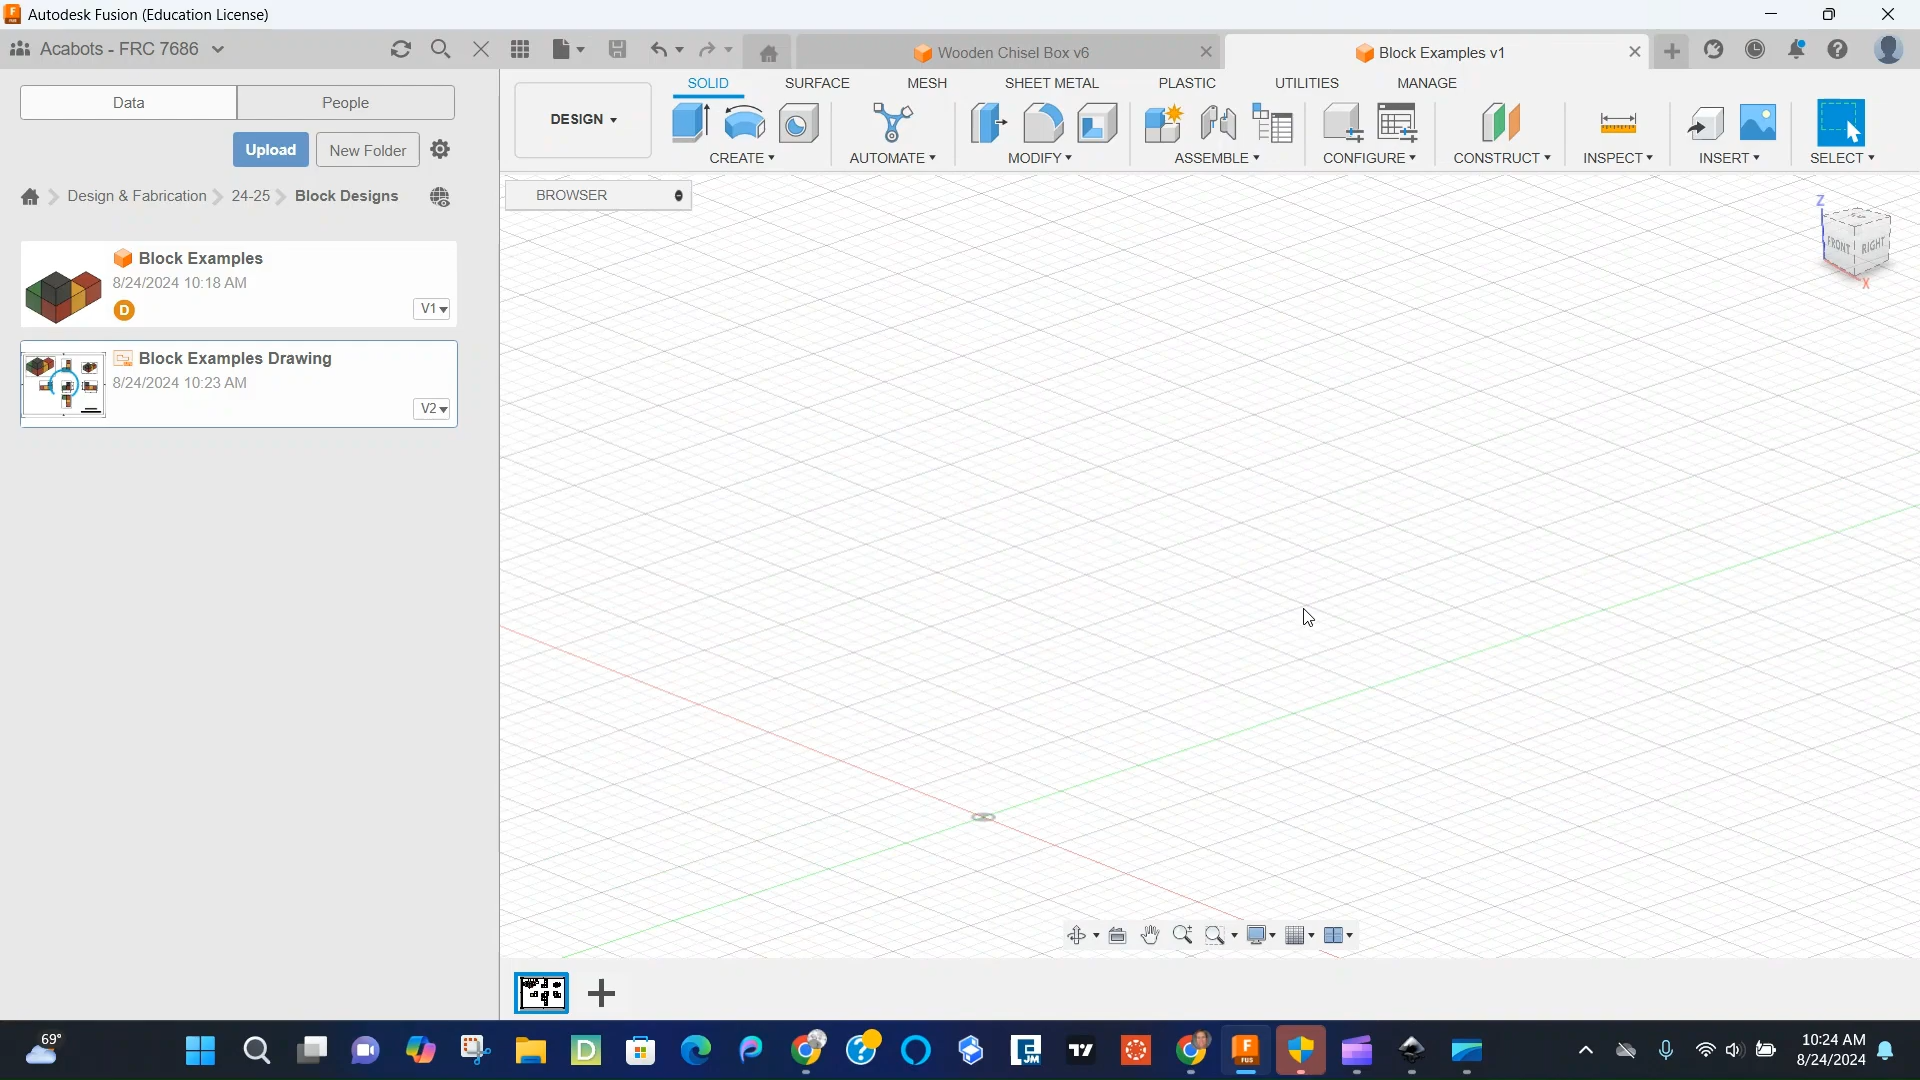 Autodesk Fusion (Education License)
Acabots - FRC 7686
Wooden Chisel Box v6
Block Examples v1
Data
People
Upload
New Folder
Design & Fabrication
24-25
Block Designs
Block Examples
8/24/2024 10:18 AM
D
V1
Block Examples Drawing
8/24/2024 10:23 AM
V2
DESIGN
SOLID
SURFACE
MESH
SHEET METAL
PLASTIC
UTILITIES
MANAGE
CREATE
AUTOMATE
MODIFY
ASSEMBLE
CONFIGURE
CONSTRUCT
INSPECT
INSERT
SELECT
BROWSER
Z
FRONT
RIGHT
X
69°
D
JM
F
FUS
10:24 AM
8/24/2024